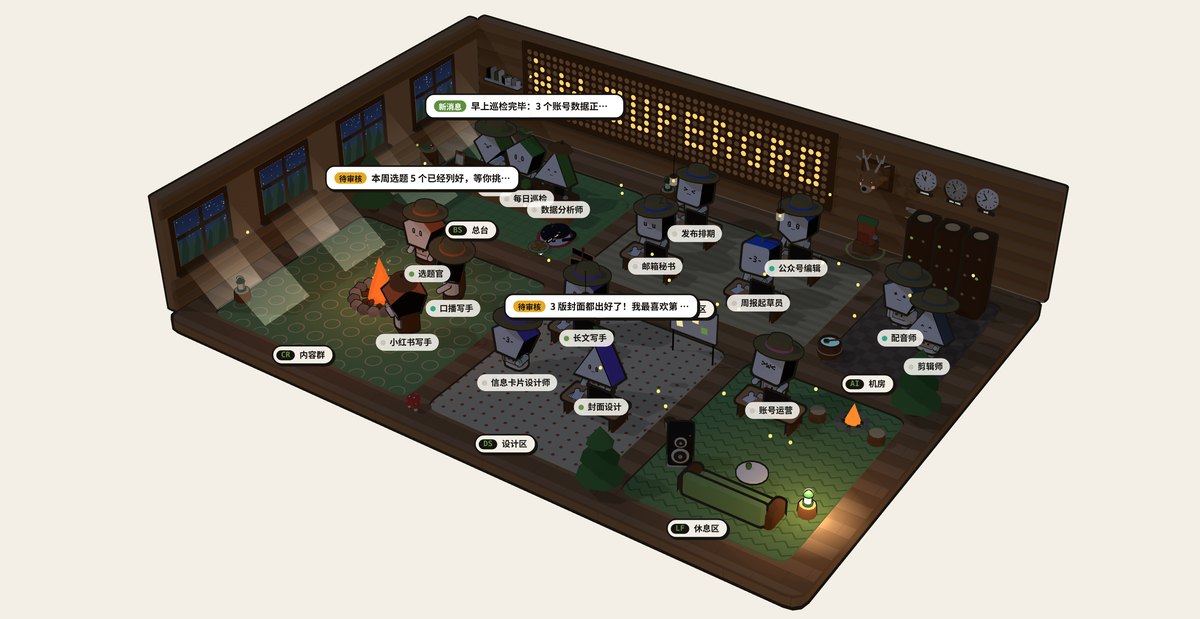 新消息 早上巡检完毕：3 个账号数据正…
待审核 本周选题 5 个已经列好，等你挑…
每日巡检
数据分析师
BS 总台
发布排期
选题官
邮箱秘书
公众号编辑
口播写手
待审核 3 版封面都出好了！我最喜欢第 …
区
周报起草员
小红书写手
长文写手
配音师
CR 内容群
剪辑师
信息卡片设计师
AI 机房
封面设计
账号运营
DS 设计区
LF 休息区